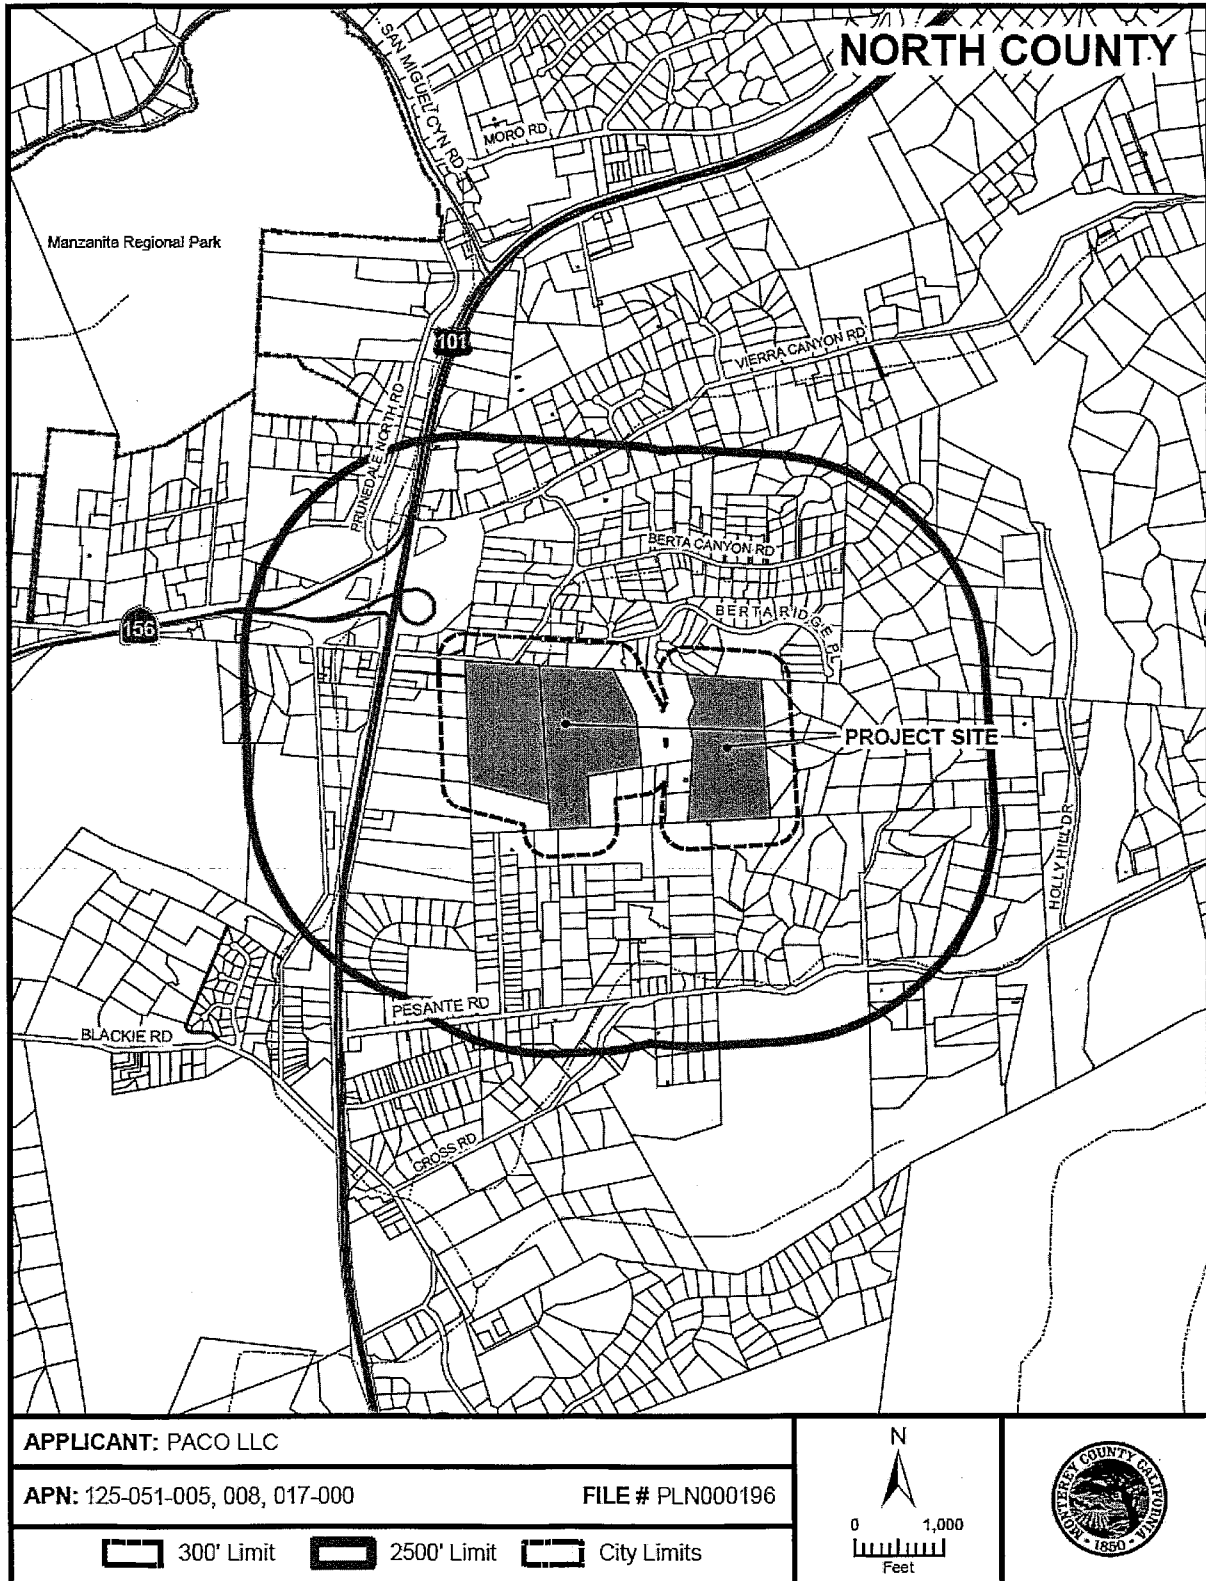 NORTH COUNTY
SAN MIGUEL CYN RD
MORO RD
Manzanita Regional Park
101
VIERRA CANYON RD
PRUNEDALE NORTH RD
BERTA CANYON RD
BERTA RIDGE PL
156
PROJECT SITE
HOLLY HILL DR
PESANTE RD
BLACKIE RD
CROSS RD
APPLICANT: PACO LLC
APN: 125-051-005, 008, 017-000
FILE # PLN000196
300' Limit
2500' Limit
City Limits
N
0 1,000
Feet
MONTEREY COUNTY CALIFORNIA
1850